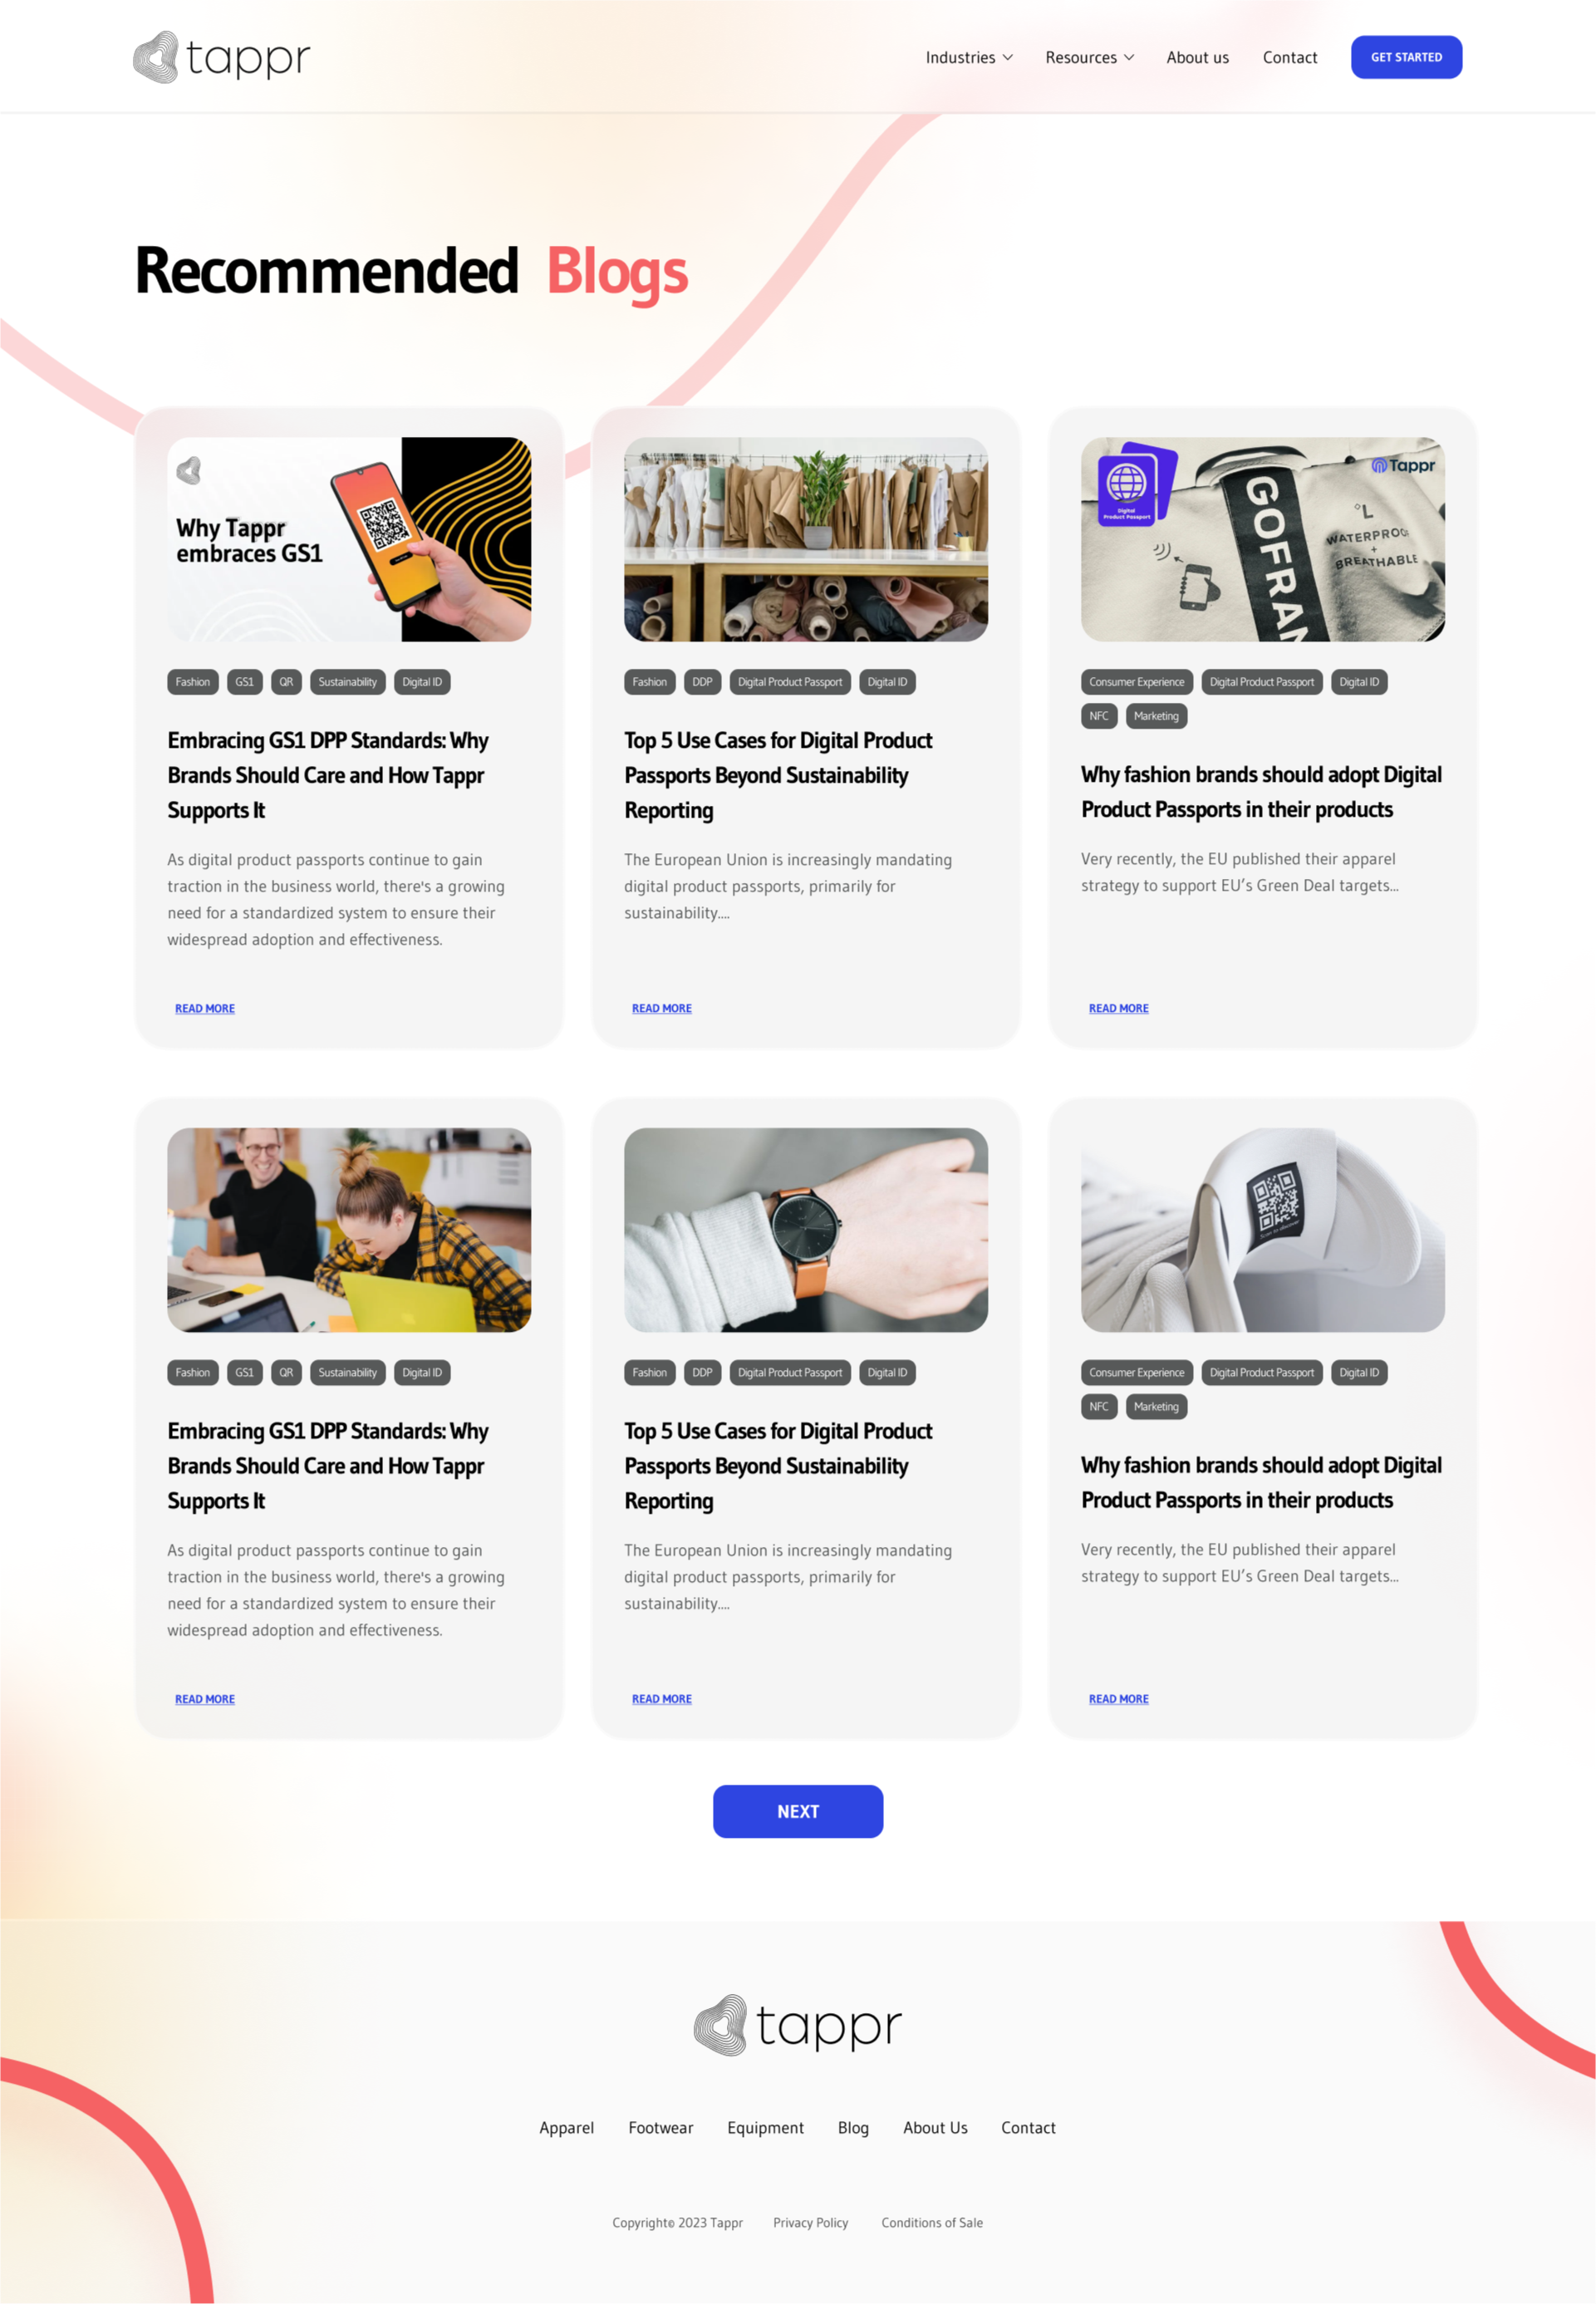 tappr
Industries Resources About us Contact GET STARTED
Recommended Blogs
Why Tappr
embraces GS1
Fashion GS1 QR Sustainability Digital ID
Embracing GS1 DPP Standards: Why
Brands Should Care and How Tappr
Supports It
As digital product passports continue to gain
traction in the business world, there's a growing
need for a standardized system to ensure their
widespread adoption and effectiveness.
READ MORE
Fashion DDP Digital Product Passport Digital ID
Top 5 Use Cases for Digital Product
Passports Beyond Sustainability
Reporting
The European Union is increasingly mandating
digital product passports, primarily for
sustainability....
READ MORE
Digital
Product Passport
Tappr
GOFRAN
°L
WATERPROOF
+
BREATHABLE
Consumer Experience Digital Product Passport Digital ID
NFC Marketing
Why fashion brands should adopt Digital
Product Passports in their products
Very recently, the EU published their apparel
strategy to support EU’s Green Deal targets...
READ MORE
Fashion GS1 QR Sustainability Digital ID
Embracing GS1 DPP Standards: Why
Brands Should Care and How Tappr
Supports It
As digital product passports continue to gain
traction in the business world, there's a growing
need for a standardized system to ensure their
widespread adoption and effectiveness.
READ MORE
Fashion DDP Digital Product Passport Digital ID
Top 5 Use Cases for Digital Product
Passports Beyond Sustainability
Reporting
The European Union is increasingly mandating
digital product passports, primarily for
sustainability....
READ MORE
Scan to discover
Consumer Experience Digital Product Passport Digital ID
NFC Marketing
Why fashion brands should adopt Digital
Product Passports in their products
Very recently, the EU published their apparel
strategy to support EU’s Green Deal targets...
READ MORE
NEXT
tappr
Apparel Footwear Equipment Blog About Us Contact
Copyright© 2023 Tappr Privacy Policy Conditions of Sale